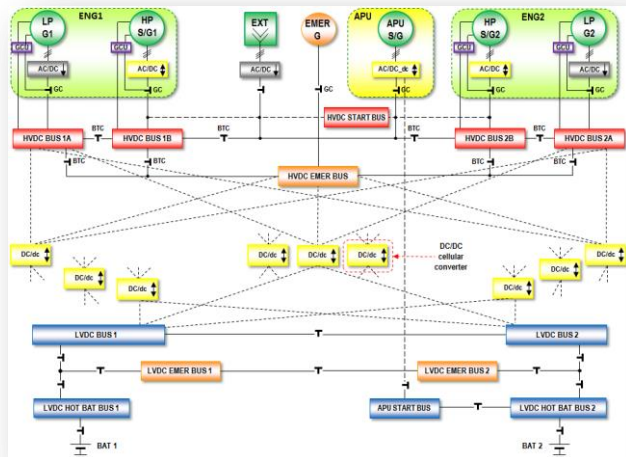 ENG1
LP
G1
HP
S/G1
GCU
GCU
AC/DC
AC/DC
GC
GC
EXT
AC/DC
EMER
G
APU
APU
S/G
AC/DC_dc
GC
GC
ENG2
HP
S/G2
LP
G2
GCU
GCU
AC/DC
AC/DC
GC
GC
HVDC START BUS
HVDC BUS 1A
BTC
HVDC BUS 1B
BTC
BTC
HVDC BUS 2B
BTC
HVDC BUS 2A
BTC
BTC
BTC
BTC
HVDC EMER BUS
DC/dc
DC/dc
DC/dc
DC/dc
DC/dc
DC/dc
DC/dc
DC/dc
DC/dc
DC/DC
cellular
converter
LVDC BUS 1
LVDC BUS 2
LVDC EMER BUS 1
LVDC EMER BUS 2
LVDC HOT BAT BUS 1
APU START BUS
LVDC HOT BAT BUS 2
BAT 1
BAT 2